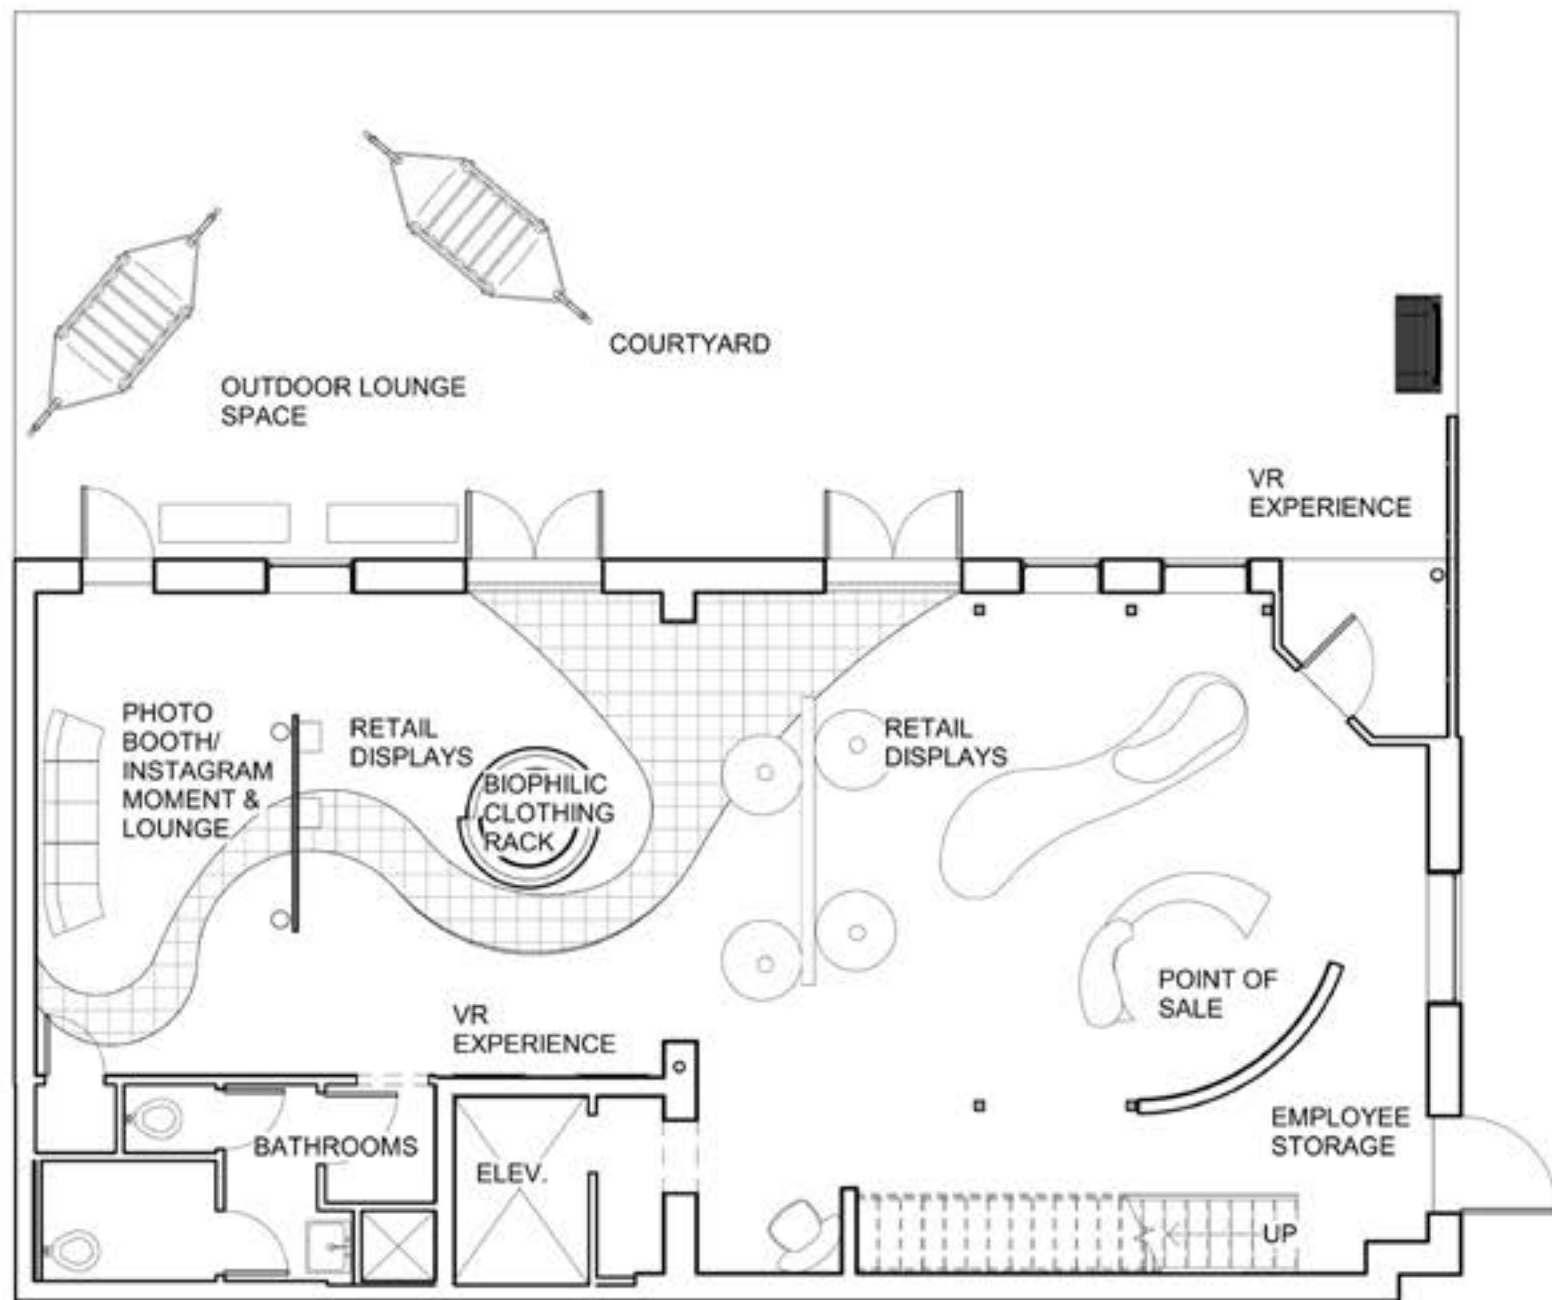 COURTYARD
OUTDOOR LOUNGE
SPACE
VR
EXPERIENCE
PHOTO
BOOTH/
INSTAGRAM
MOMENT &
LOUNGE
RETAIL
DISPLAYS
BIOPHILIC
CLOTHING
RACK
RETAIL
DISPLAYS
POINT OF
SALE
VR
EXPERIENCE
BATHROOMS
ELEV.
EMPLOYEE
STORAGE
UP